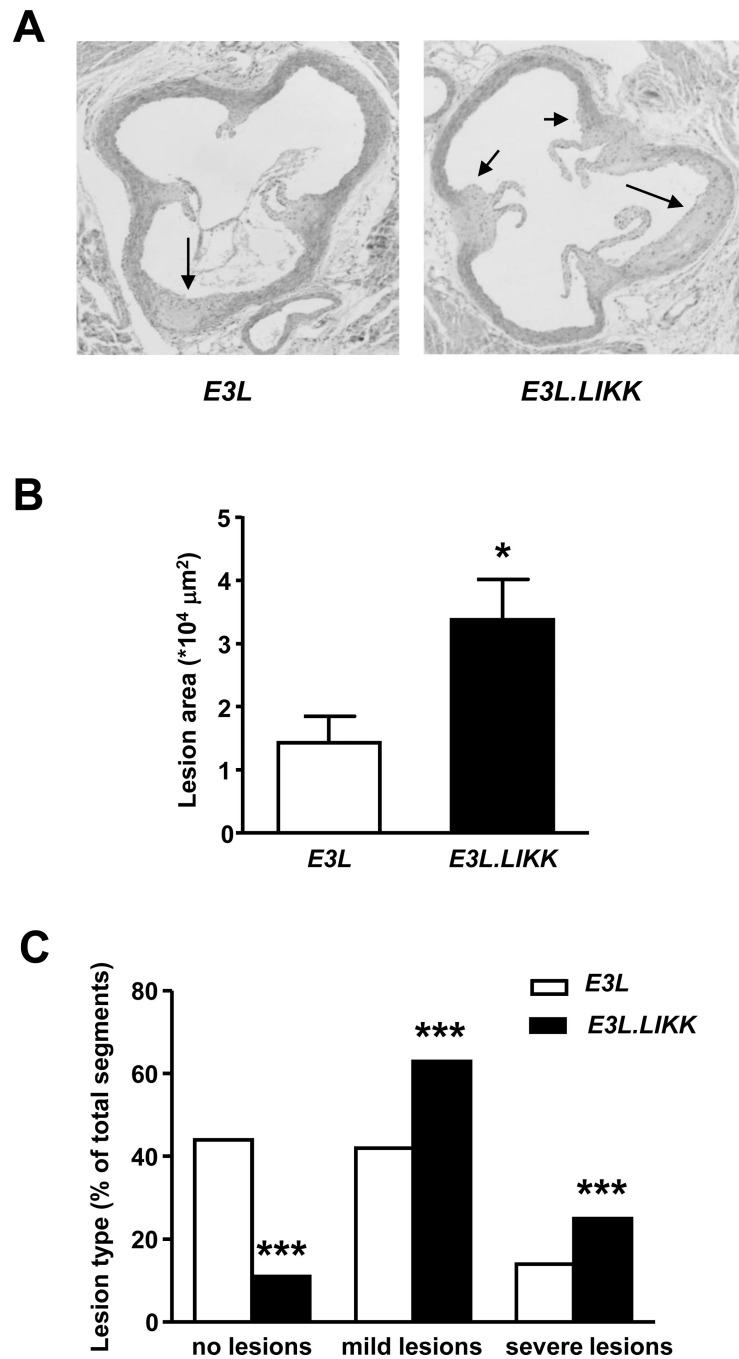 A
E3L
E3L.LIKK
B
Lesion area (*10⁴ μm²)
5
4
3
2
1
0
*
E3L
E3L.LIKK
C
Lesion type (% of total segments)
80
60
40
20
0
E3L
E3L.LIKK
***
***
***
no lesions
mild lesions
severe lesions